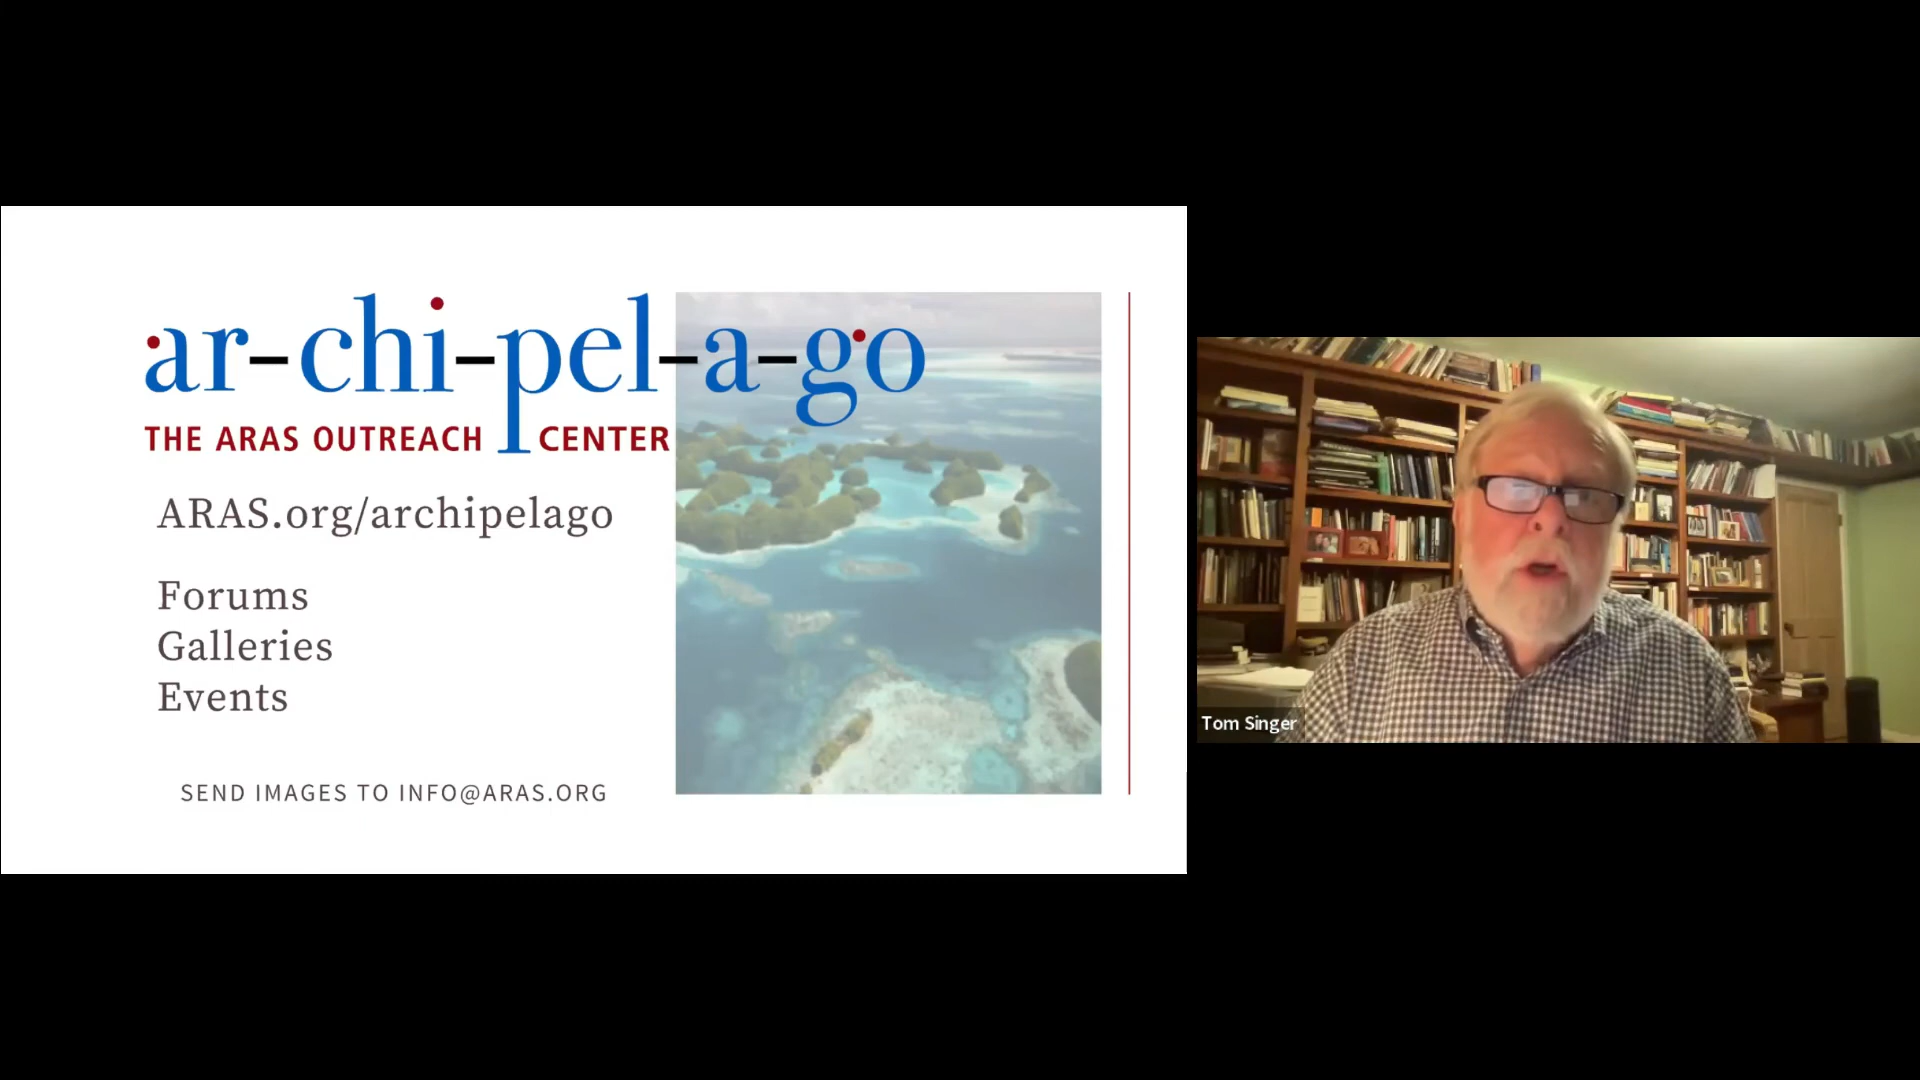 ar-chi-pel-a-go
THE ARAS OUTREACH CENTER
ARAS.org/archipelago
Forums
Galleries
Events
SEND IMAGES TO INFO@ARAS.ORG
Tom Singer